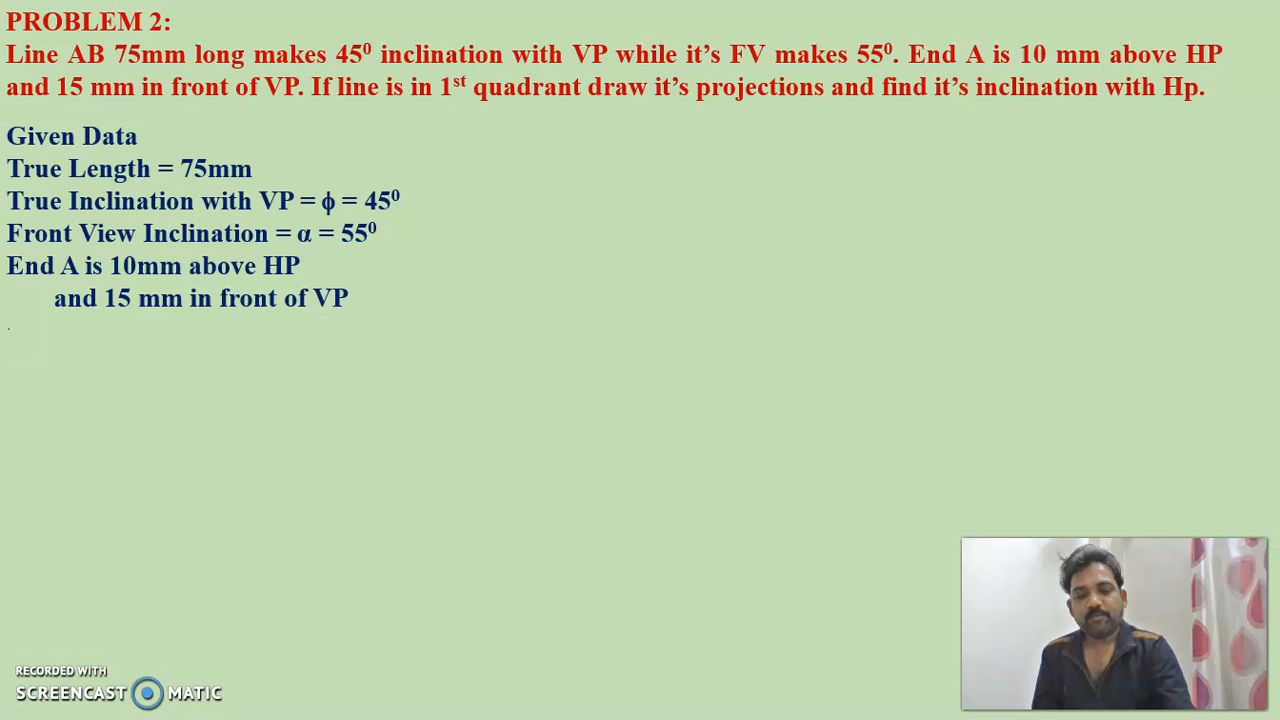 PROBLEM 2:
Line AB 75mm long makes 45⁰ inclination with VP while it’s FV makes 55⁰. End A is 10 mm above HP
and 15 mm in front of VP. If line is in 1ˢᵗ quadrant draw it’s projections and find it’s inclination with Hp.
Given Data
True Length = 75mm
True Inclination with VP = ϕ = 45⁰
Front View Inclination = α = 55⁰
End A is 10mm above HP
and 15 mm in front of VP
RECORDED WITH
SCREENCAST MATIC